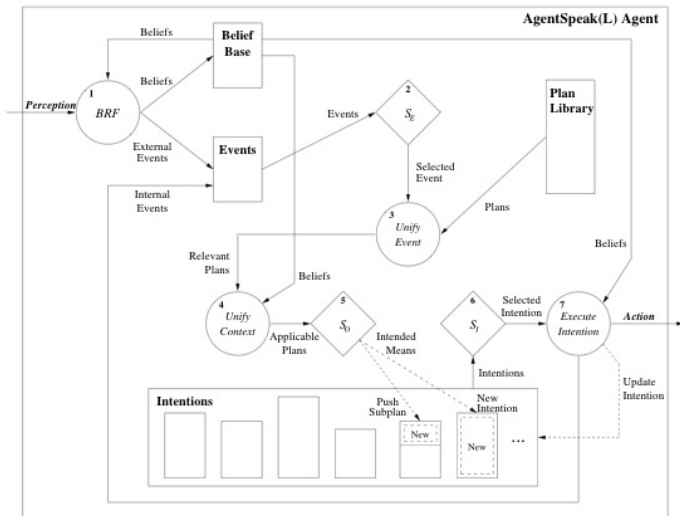 AgentSpeak(L) Agent
Beliefs
Belief
Base
1
BRF
Perception
Beliefs
2
S_E
Plan
Library
Events
Events
External
Events
Selected
Event
Internal
Events
3
Unify
Event
Plans
Relevant
Plans
Beliefs
Beliefs
4
Unify
Context
5
S_O
6
S_I
Selected
Intention
7
Execute
Intention
Action
Applicable
Plans
Intended
Means
Intentions
Update
Intention
Intentions
Push
Subplan
New
Intention
New
New
...